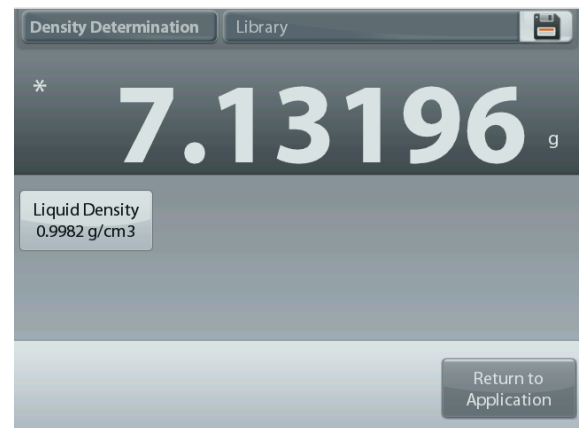 Density Determination Library
* 7.13196 g
Liquid Density
0.9982 g/cm3
Return to
Application